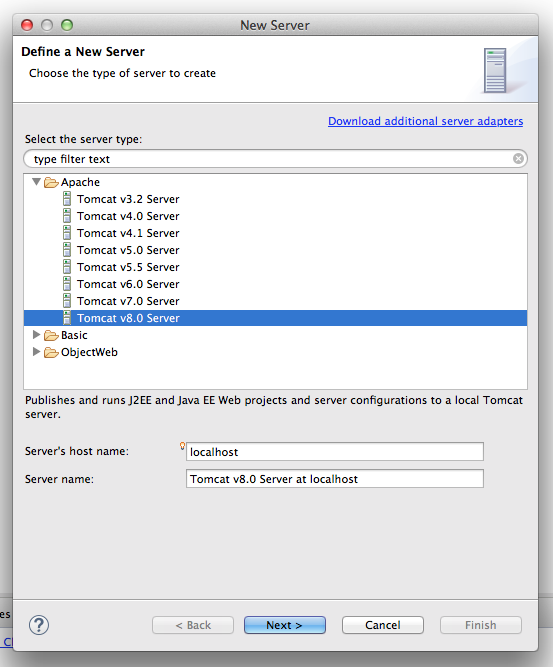 New Server
Define a New Server
Choose the type of server to create
Download additional server adapters
Select the server type:
type filter text
Apache
Tomcat v3.2 Server
Tomcat v4.0 Server
Tomcat v4.1 Server
Tomcat v5.0 Server
Tomcat v5.5 Server
Tomcat v6.0 Server
Tomcat v7.0 Server
Tomcat v8.0 Server
Basic
ObjectWeb
Publishes and runs J2EE and Java EE Web projects and server configurations to a local Tomcat
server.
Server's host name: localhost
Server name: Tomcat v8.0 Server at localhost
es
? < Back Next > Cancel Finish